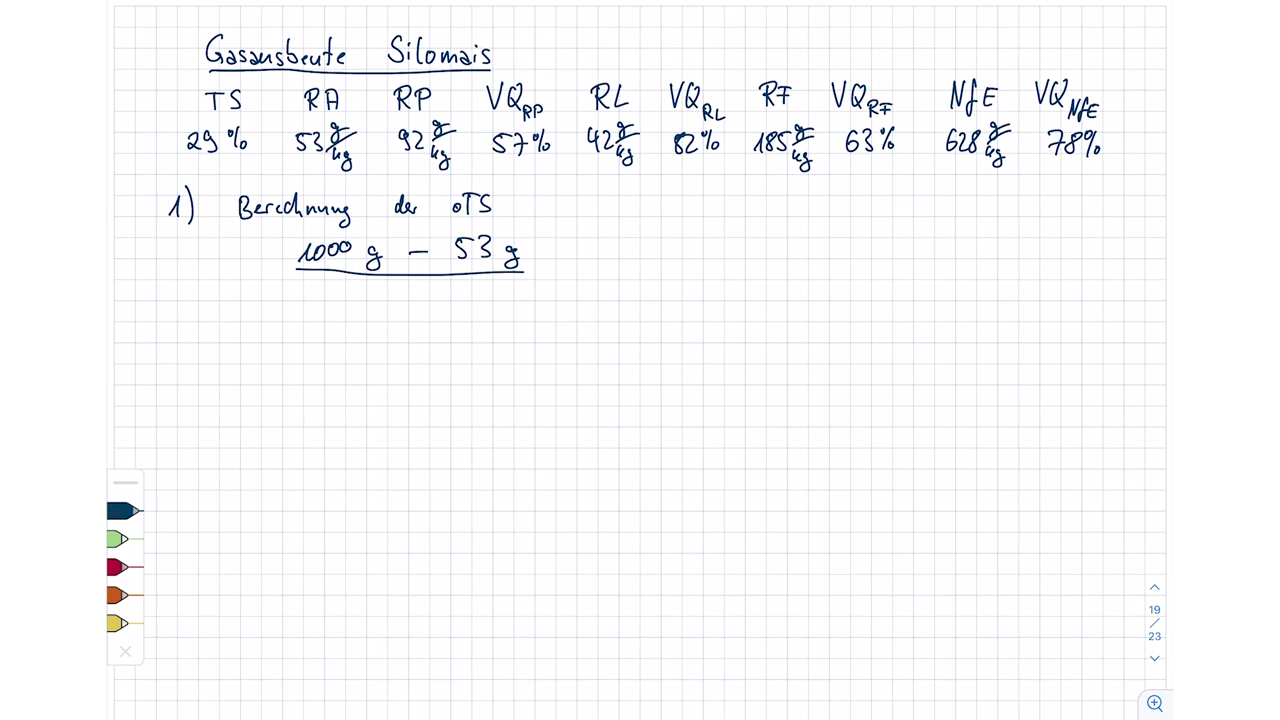 Gasausbeute Silomais
TS RA RP VQRP RL VQRL RF VQRF NfE VQNfE
29% 53 g/kg 92 g/kg 57% 42 g/kg 82% 185 g/kg 63% 628 g/kg 78%
1) Berechnung der oTS
1000 g – 53 g
19
/
23